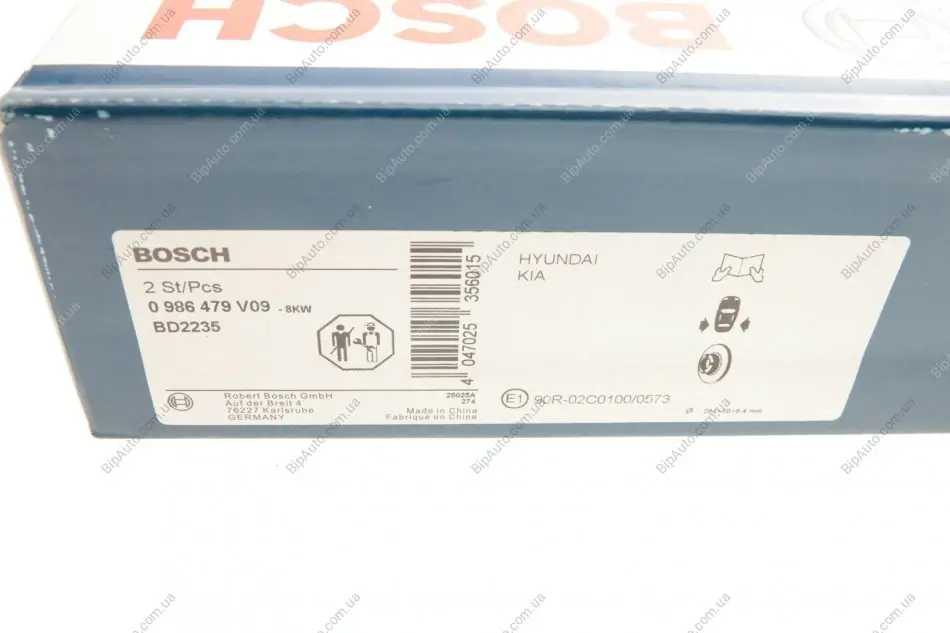 BOSCH
BOSCH
2 St/Pcs
0 986 479 V09 - 8KW
BD2235
4 047025 356015
HYUNDAI
KIA
Robert Bosch GmbH
Auf der Breit 4
76227 Karlsruhe
GERMANY
25025A
274
Made in China
Fabriqué en Chine
E1 90R-02C0100/0573
BipAuto.com.ua